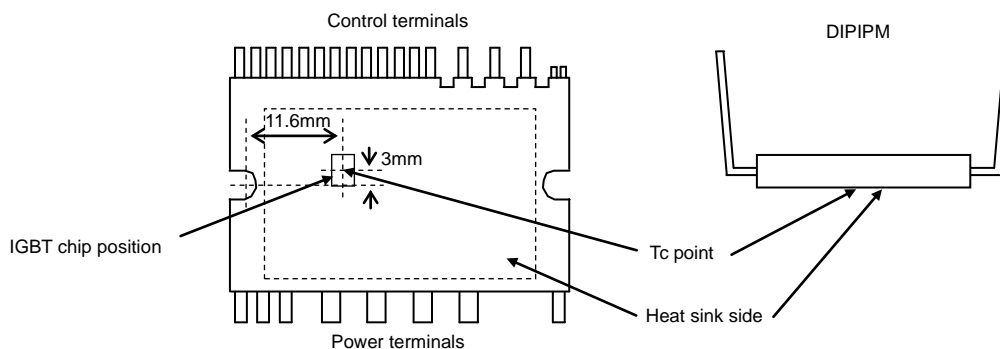 Control terminals
DIPIPM
11.6mm
3mm
IGBT chip position
Tc point
Heat sink side
Power terminals